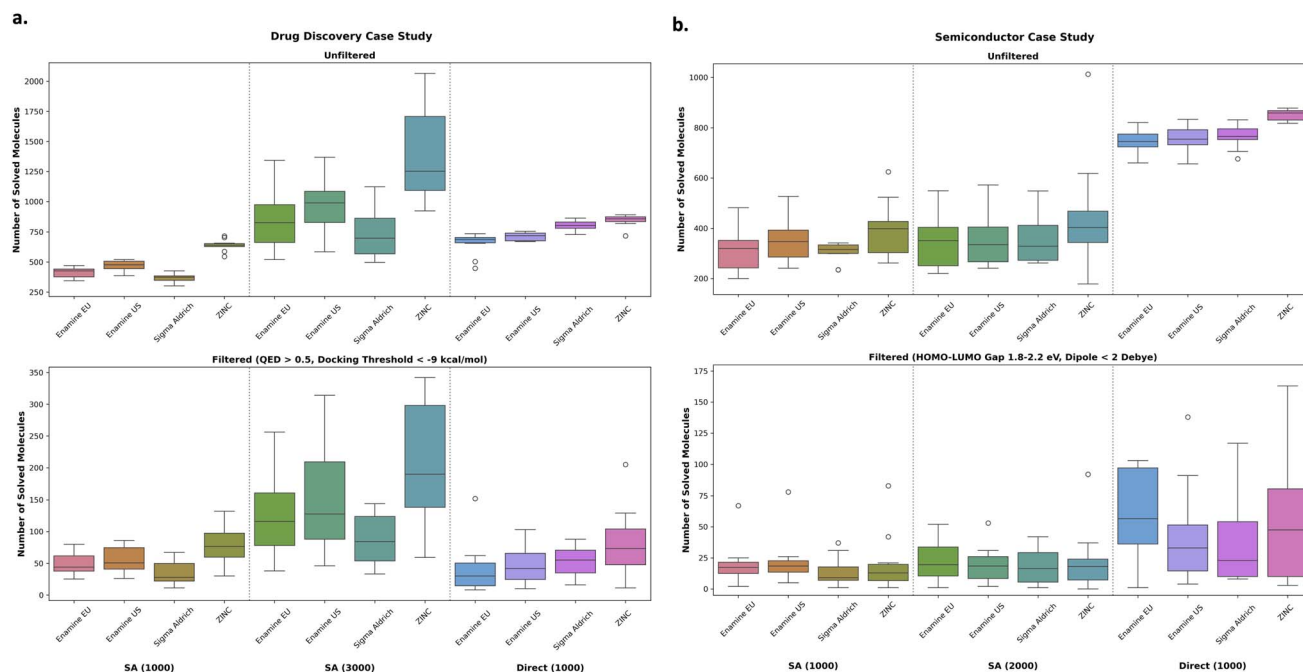 a.
Drug Discovery Case Study
Unfiltered
Number of Solved Molecules
2000
1750
1500
1250
1000
750
500
250
Enamine EU
Enamine US
Sigma Aldrich
ZINC
Enamine EU
Enamine US
Sigma Aldrich
ZINC
Enamine EU
Enamine US
Sigma Aldrich
ZINC
Filtered (QED > 0.5, Docking Threshold < -9 kcal/mol)
Number of Solved Molecules
350
300
250
200
150
100
50
0
Enamine EU
Enamine US
Sigma Aldrich
ZINC
Enamine EU
Enamine US
Sigma Aldrich
ZINC
Enamine EU
Enamine US
Sigma Aldrich
ZINC
SA (1000)
SA (3000)
Direct (1000)
b.
Semiconductor Case Study
Unfiltered
Number of Solved Molecules
1000
800
600
400
200
Enamine EU
Enamine US
Sigma Aldrich
ZINC
Enamine EU
Enamine US
Sigma Aldrich
ZINC
Enamine EU
Enamine US
Sigma Aldrich
ZINC
Filtered (HOMO-LUMO Gap 1.8-2.2 eV, Dipole < 2 Debye)
Number of Solved Molecules
175
150
125
100
75
50
25
0
Enamine EU
Enamine US
Sigma Aldrich
ZINC
Enamine EU
Enamine US
Sigma Aldrich
ZINC
Enamine EU
Enamine US
Sigma Aldrich
ZINC
SA (1000)
SA (2000)
Direct (1000)